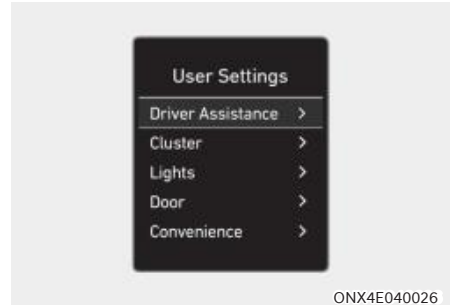 User Settings
Driver Assistance >
Cluster >
Lights >
Door >
Convenience >
ONX4E040026